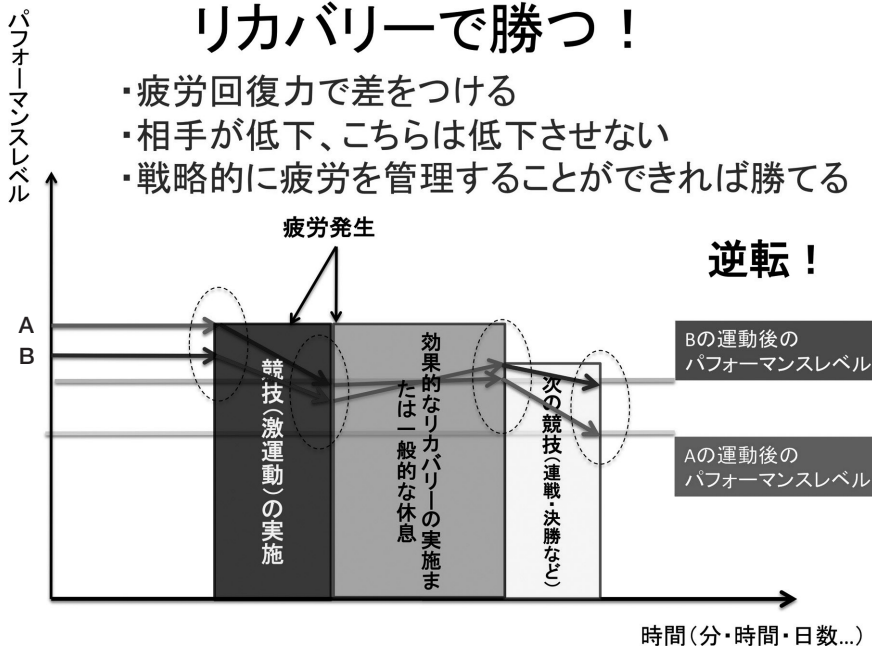 リカバリーで勝つ！
・疲労回復力で差をつける
・相手が低下、こちらは低下させない
・戦略的に疲労を管理することができれば勝てる
パフォーマンスレベル
疲労発生
逆転！
A
B
競技（激運動）の実施
効果的なリカバリーの実施ま
たは一般的な休息
次の競技（連戦・決勝など）
Bの運動後の
パフォーマンスレベル
Aの運動後の
パフォーマンスレベル
時間（分・時間・日数...）